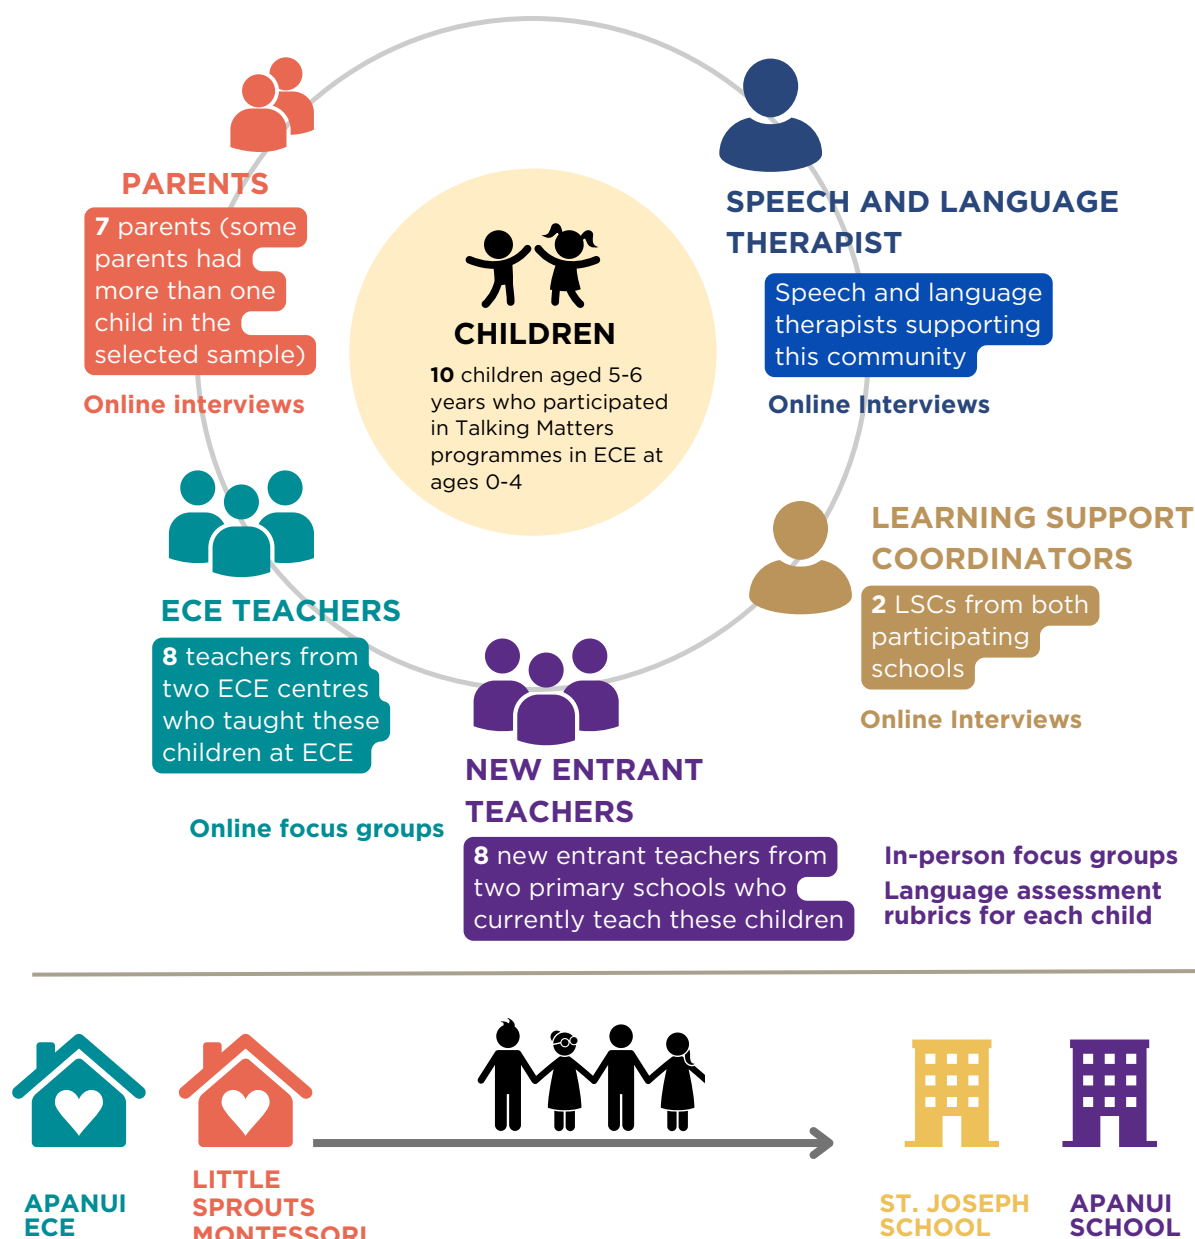 PARENTS
7 parents (some
parents had
more than one
child in the
selected sample)
Online interviews
SPEECH AND LANGUAGE
THERAPIST
Speech and language
therapists supporting
this community
Online Interviews
CHILDREN
10 children aged 5-6
years who participated
in Talking Matters
programmes in ECE at
ages 0-4
ECE TEACHERS
8 teachers from
two ECE centres
who taught these
children at ECE
Online focus groups
LEARNING SUPPORT
COORDINATORS
2 LSCs from both
participating
schools
Online Interviews
NEW ENTRANT
TEACHERS
8 new entrant teachers from
two primary schools who
currently teach these children
In-person focus groups
Language assessment
rubrics for each child
APANUI
ECE
LITTLE
SPROUTS
MONTESSORI
ST. JOSEPH
SCHOOL
APANUI
SCHOOL